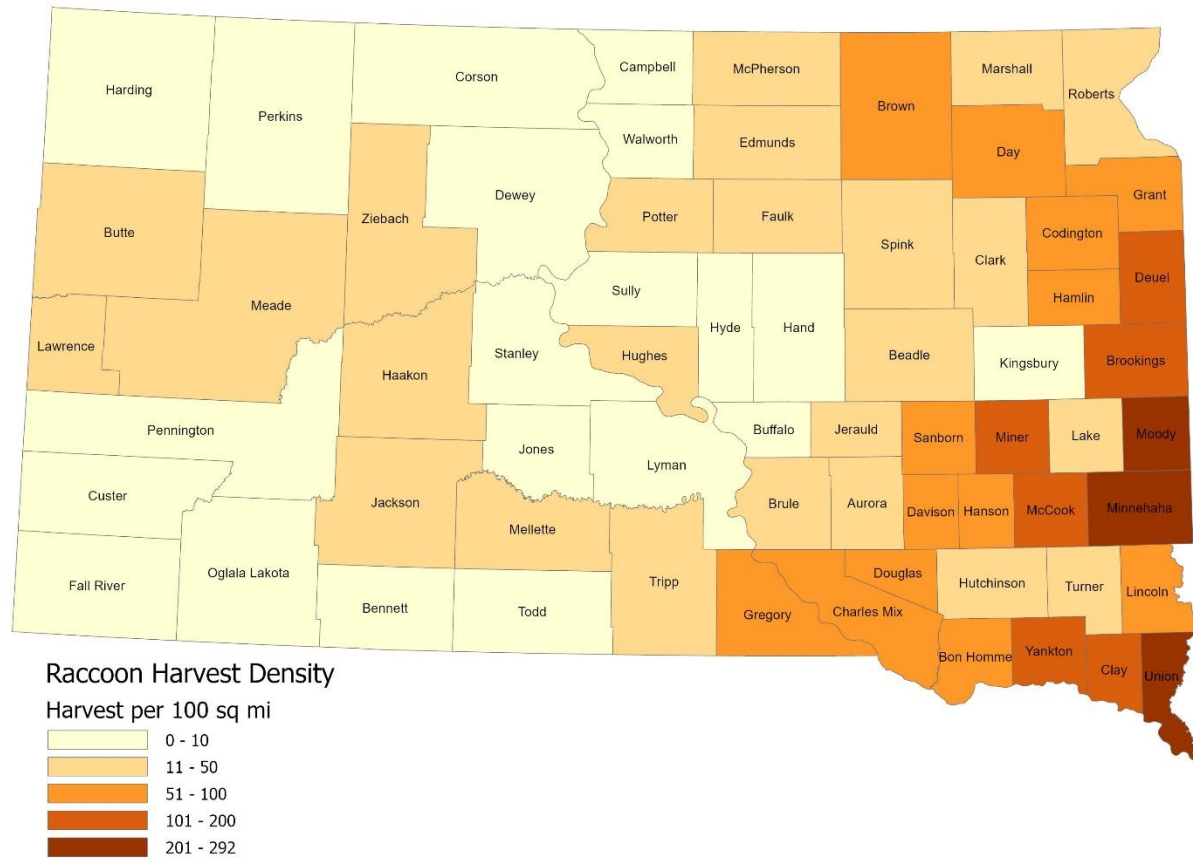 Harding
Perkins
Corson
Campbell
McPherson
Brown
Marshall
Roberts
Walworth
Edmunds
Day
Dewey
Grant
Butte
Ziebach
Potter
Faulk
Spink
Clark
Codington
Deuel
Meade
Sully
Hyde
Hand
Hamlin
Lawrence
Haakon
Stanley
Hughes
Beadle
Kingsbury
Brookings
Pennington
Jones
Lyman
Buffalo
Jerauld
Sanborn
Miner
Lake
Moody
Custer
Jackson
Mellette
Brule
Aurora
Davison
Hanson
McCook
Minnehaha
Fall River
Oglala Lakota
Bennett
Todd
Tripp
Gregory
Douglas
Charles Mix
Hutchinson
Turner
Lincoln
Bon Homme
Yankton
Clay
Union
Raccoon Harvest Density
Harvest per 100 sq mi
0 - 10
11 - 50
51 - 100
101 - 200
201 - 292